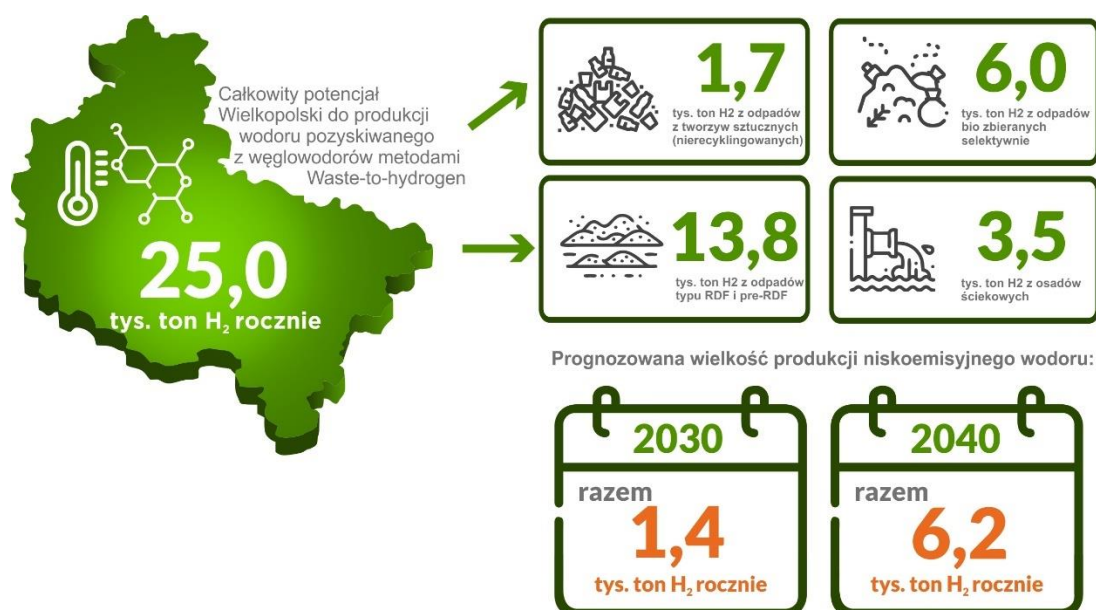 Całkowity potencjał
Wielkopolski do produkcji
wodoru pozyskiwanego
z węglowodorów metodami
Waste-to-hydrogen
25,0
tys. ton H₂ rocznie
1,7
tys. ton H2 z odpadów
z tworzyw sztucznych
(nierecyklingowanych)
6,0
tys. ton H2 z odpadów
bio zbieranych
selektywnie
13,8
tys. ton H2 z odpadów
typu RDF i pre-RDF
3,5
tys. ton H2 z osadów
ściekowych
Prognozowana wielkość produkcji niskoemisyjnego wodoru:
2030
razem
1,4
tys. ton H₂ rocznie
2040
razem
6,2
tys. ton H₂ rocznie